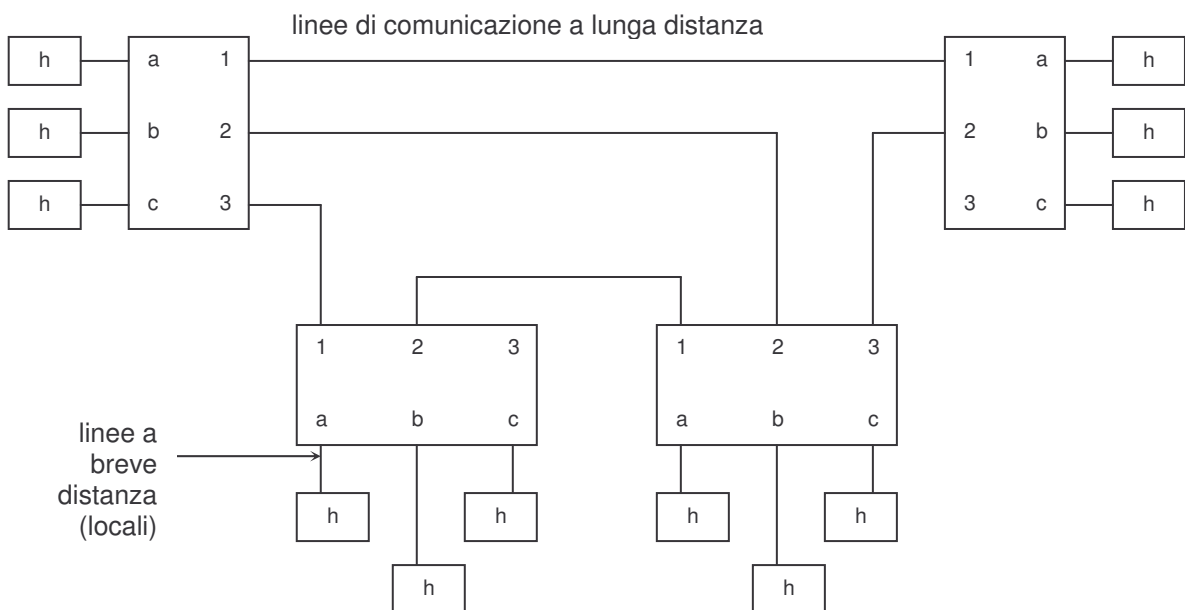 linee di comunicazione a lunga distanza
h a 1 1 a h
h b 2 2 b h
h c 3 3 c h
1 2 3 1 2 3
a b c a b c
linee a
breve
distanza
(locali)
h h h h
h h